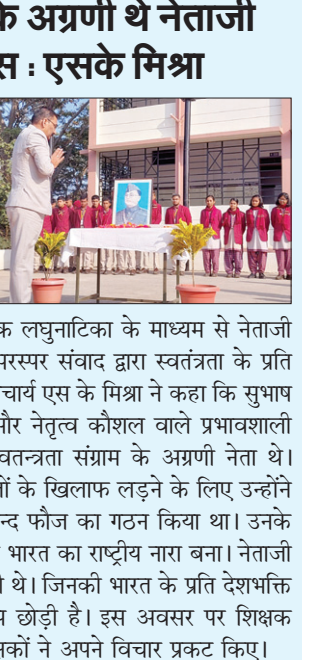 के अग्रणी थे नेताजी
स : एसके मिश्रा
क लघुनाटिका के माध्यम से नेताजी
परस्पर संवाद द्वारा स्वतंत्रता के प्रति
चार्य एस के मिश्रा ने कहा कि सुभाष
और नेतृत्व कौशल वाले प्रभावशाली
वतन्त्रता संग्राम के अग्रणी नेता थे।
ों के खिलाफ लड़ने के लिए उन्होंने
न्द फौज का गठन किया था। उनके
भारत का राष्ट्रीय नारा बना। नेताजी
थे। जिनकी भारत के प्रति देशभक्ति
छोड़ी है। इस अवसर पर शिक्षक
कों ने अपने विचार प्रकट किए।